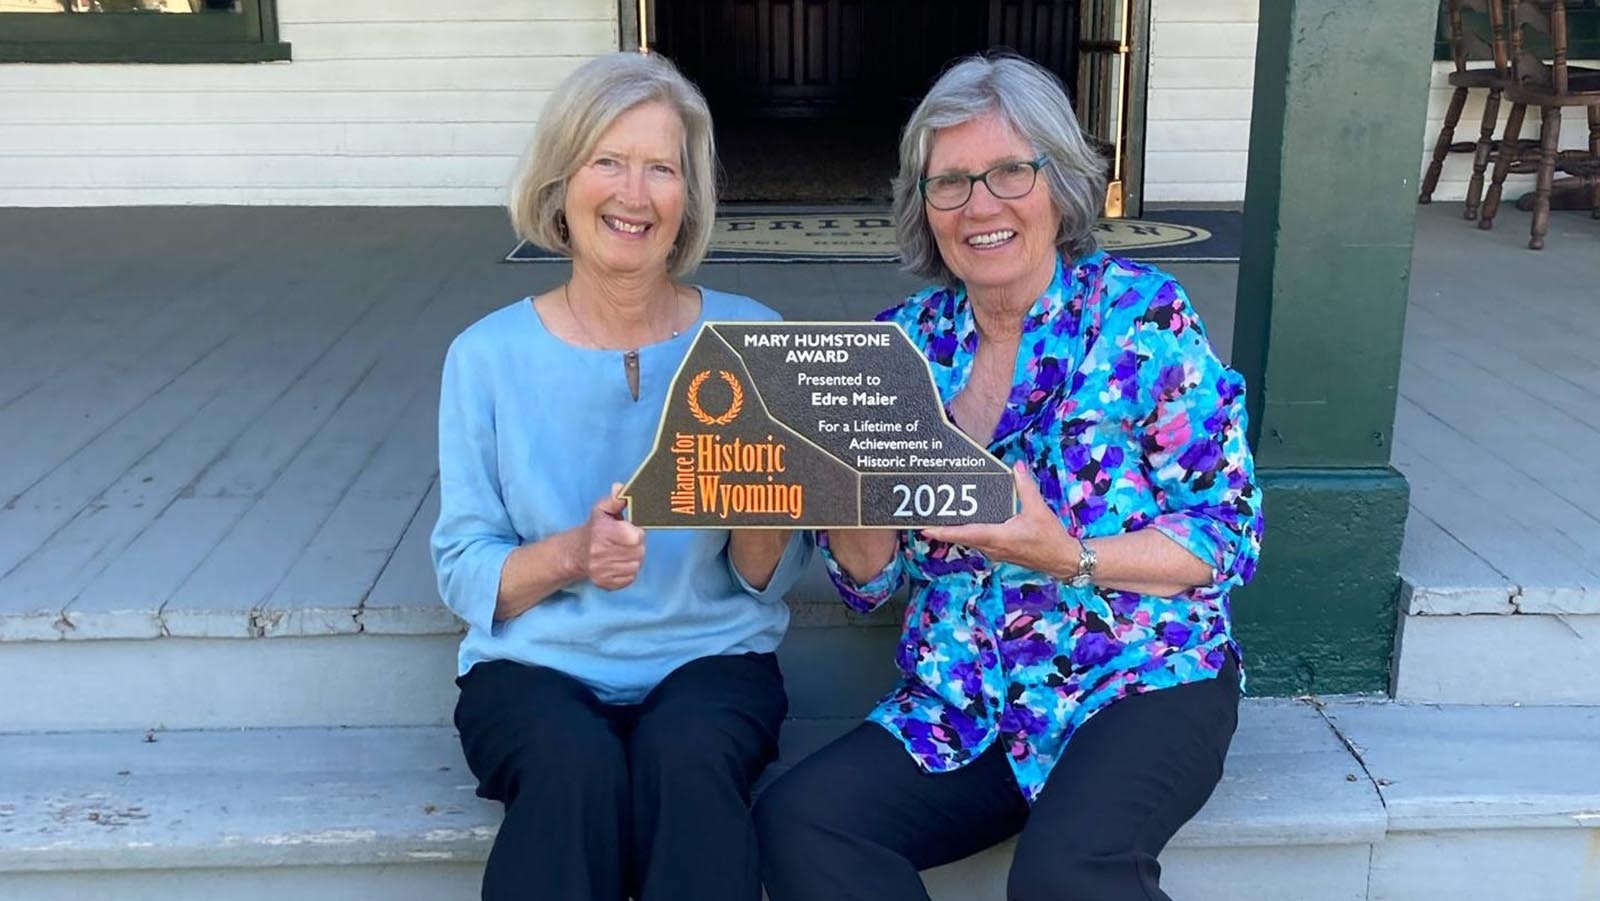 MARY HUMSTONE
AWARD
Presented to
Edre Maier
For a Lifetime of
Achievement in
Historic Preservation
Alliance for
Historic
Wyoming
2025
EST.